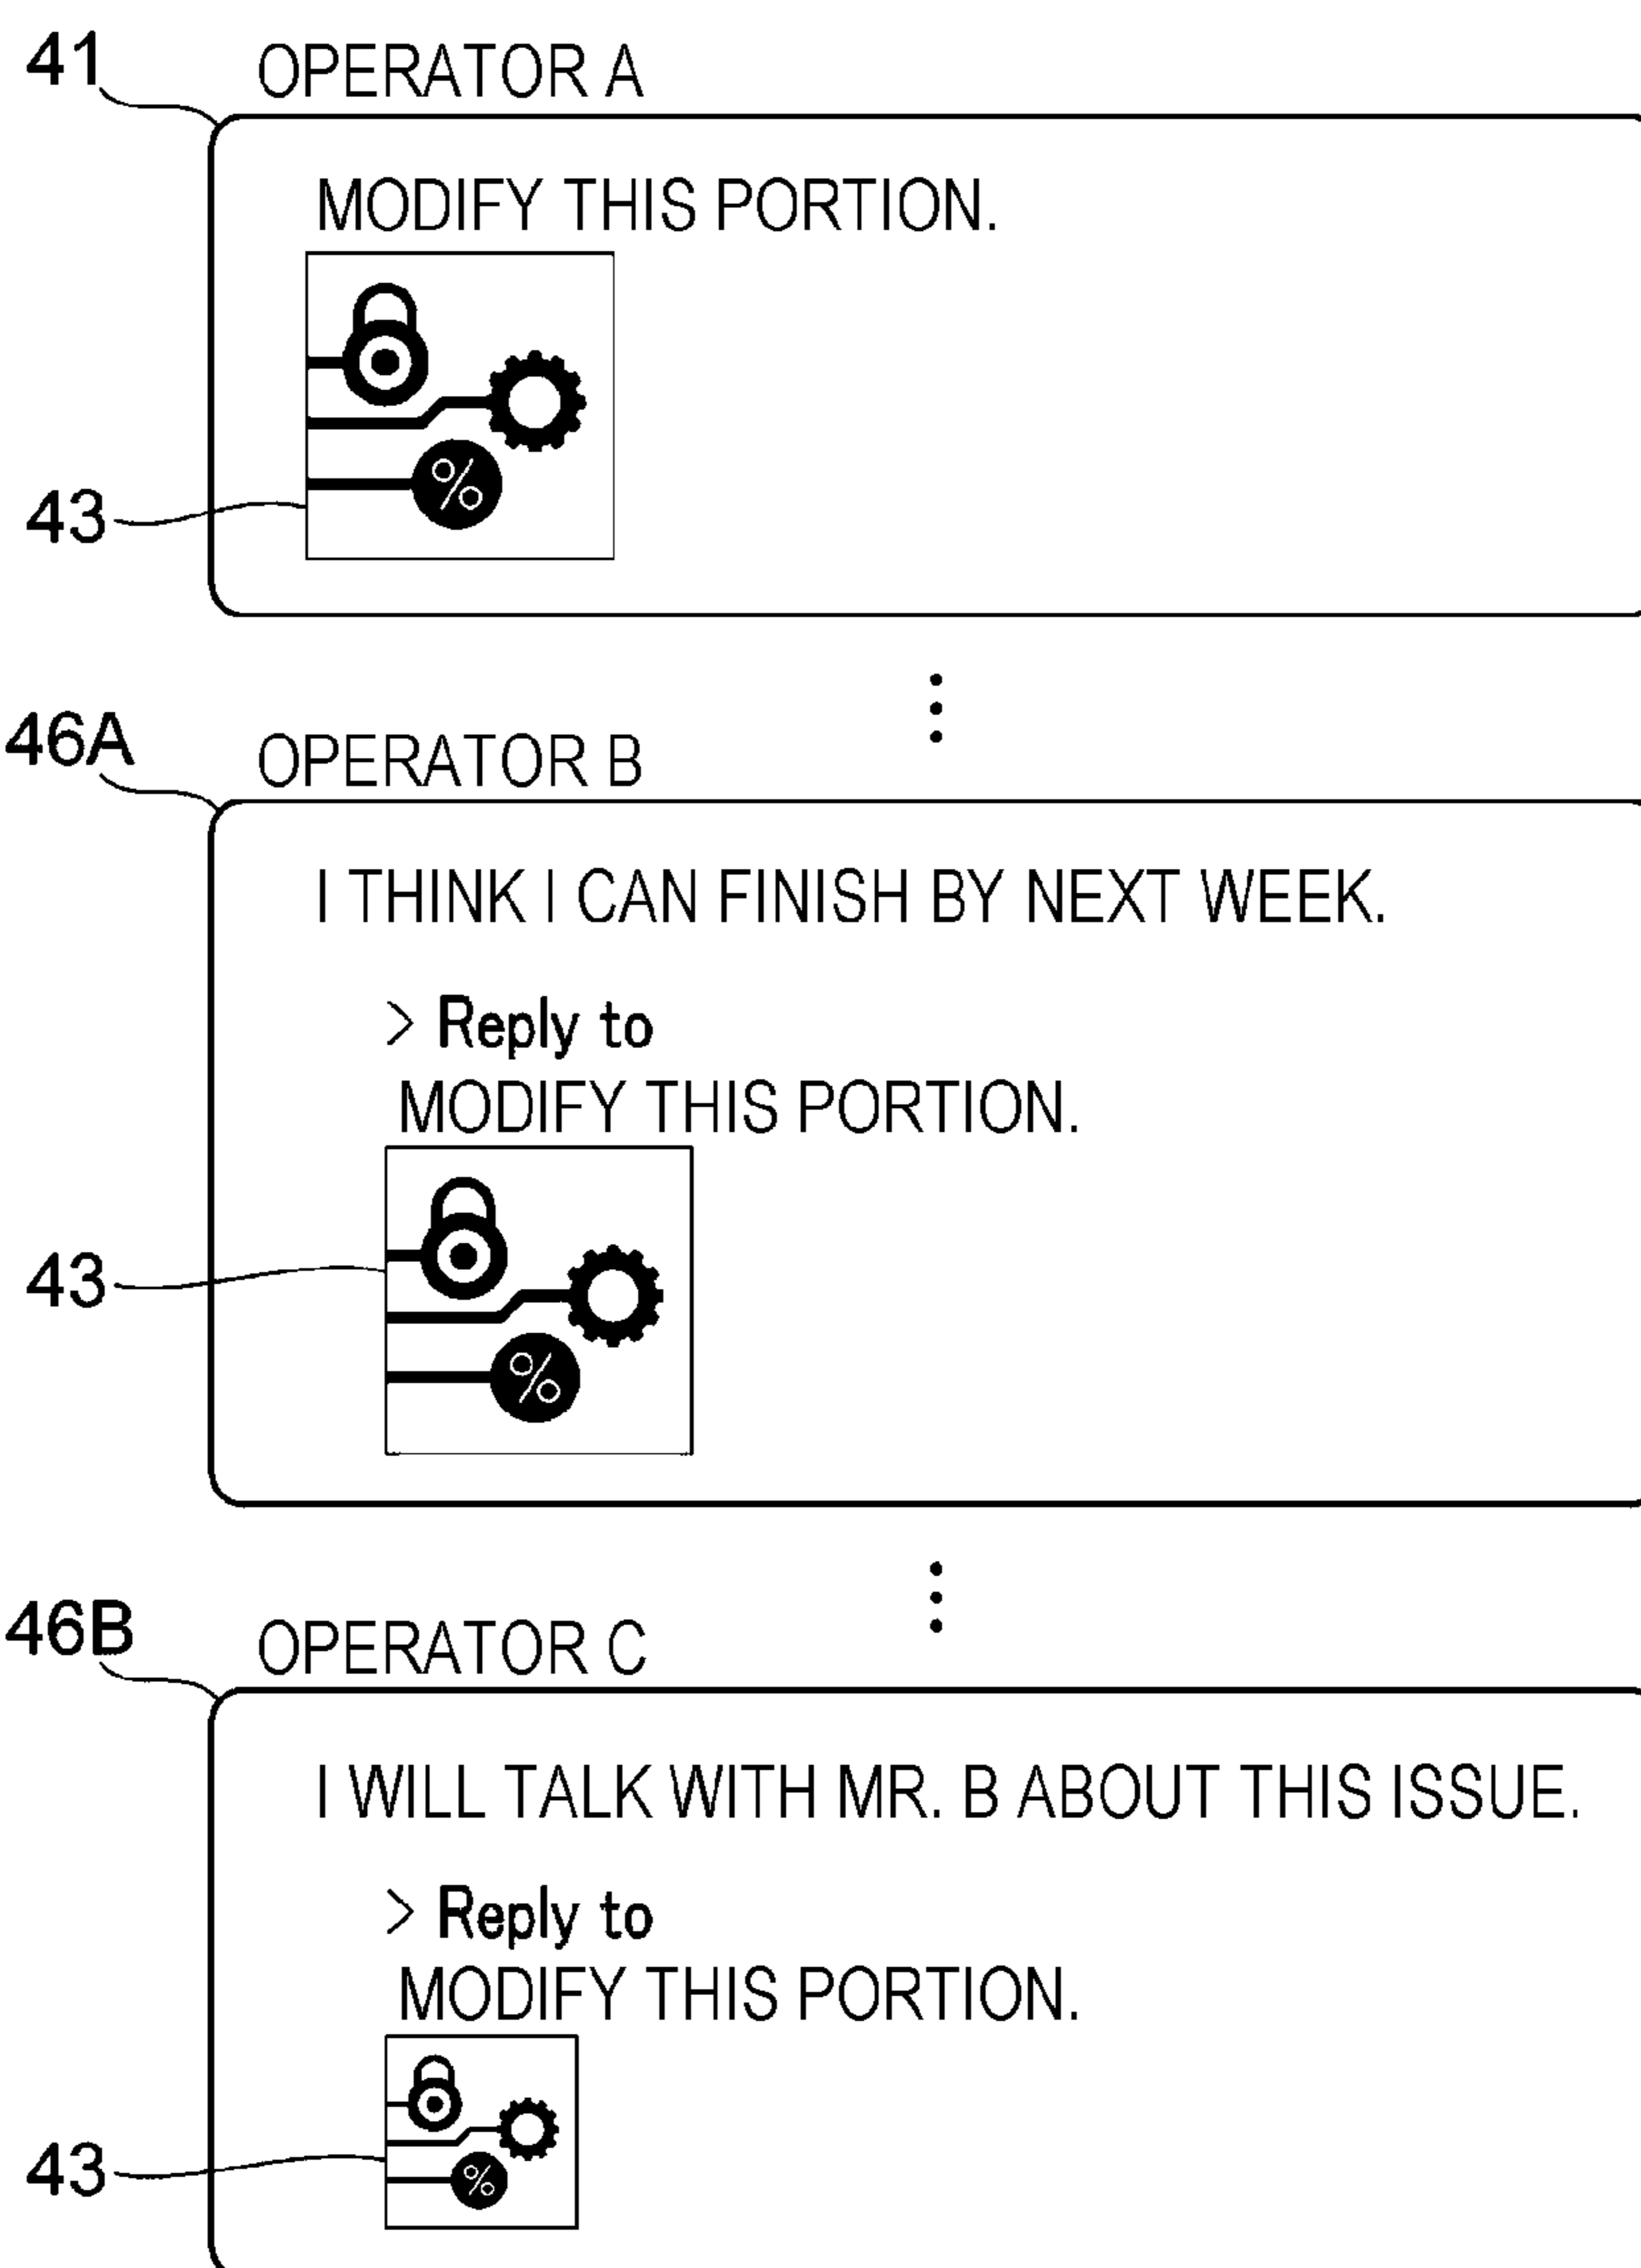 41 OPERATOR A
MODIFY THIS PORTION.
%
43
46A OPERATOR B
I THINK I CAN FINISH BY NEXT WEEK.
> Reply to
MODIFY THIS PORTION.
43
%
46B OPERATOR C
I WILL TALK WITH MR. B ABOUT THIS ISSUE.
> Reply to
MODIFY THIS PORTION.
43
%